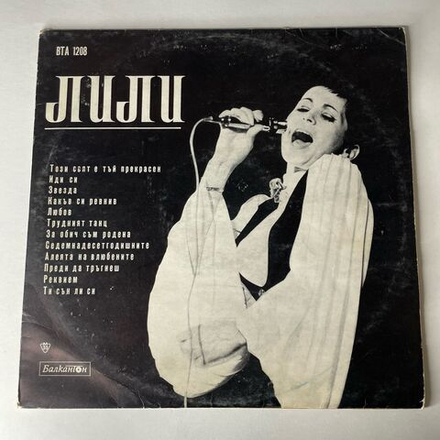 ВТА 1208
ЛИЛИ
Този свят е тъй прекрасен
Иди си
Звезда
Какъв си ревнив
Любов
Трудният танц
За обич съм родена
Седемнадесетгодишните
Алеята на влюбените
Преди да тръгнеш
Реквием
Ти сън ли си
Балкантон